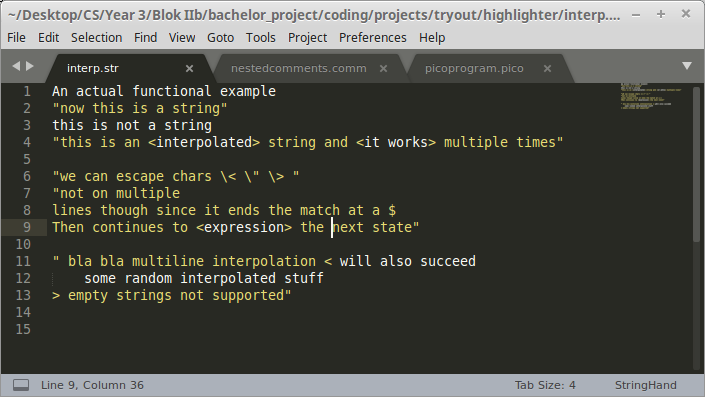 ~/Desktop/CS/Year 3/Blok IIb/bachelor_project/coding/projects/tryout/highlighter/interp....
File Edit Selection Find View Goto Tools Project Preferences Help
interp.str nestedcomments.comm picoprogram.pico
1 An actual functional example
2 "now this is a string"
3 this is not a string
4 "this is an <interpolated> string and <it works> multiple times"
5
6 "we can escape chars \< \" \> "
7 "not on multiple
8 lines though since it ends the match at a $
9 Then continues to <expression> the next state"
10
11 " bla bla multiline interpolation < will also succeed
12     some random interpolated stuff
13 > empty strings not supported"
14
15
Line 9, Column 36 Tab Size: 4 StringHand